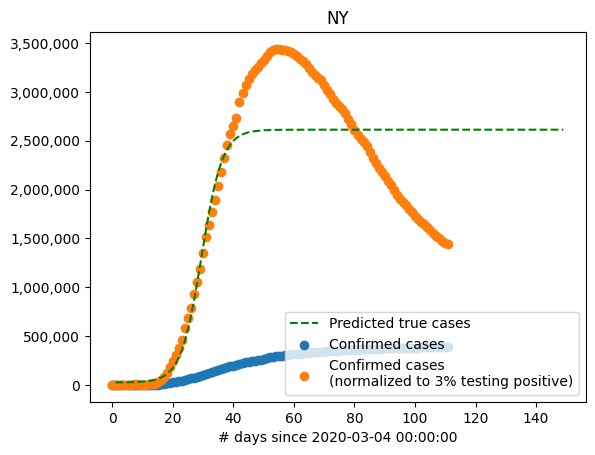 NY
3,500,000
3,000,000
2,500,000
2,000,000
1,500,000
1,000,000
500,000
0
Predicted true cases
Confirmed cases
Confirmed cases
(normalized to 3% testing positive)
0 20 40 60 80 100 120 140
# days since 2020-03-04 00:00:00